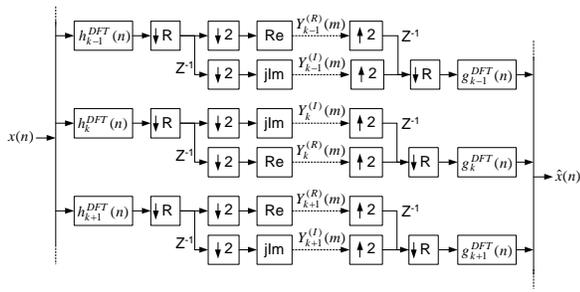 h_{k-1}^{DFT}(n) ↓R ↓2 Re Y_{k-1}^{(R)}(m) ↑2 Z^{-1}
Z^{-1} ↓2 jIm Y_{k-1}^{(I)}(m) ↑2 ↓R g_{k-1}^{DFT}(n)
h_k^{DFT}(n) ↓R ↓2 jIm Y_k^{(I)}(m) ↑2 Z^{-1}
x(n)
Z^{-1} ↓2 Re Y_k^{(R)}(m) ↑2 ↓R g_k^{DFT}(n)
x̂(n)
h_{k+1}^{DFT}(n) ↓R ↓2 Re Y_{k+1}^{(R)}(m) ↑2 Z^{-1}
Z^{-1} ↓2 jIm Y_{k+1}^{(I)}(m) ↑2 ↓R g_{k+1}^{DFT}(n)